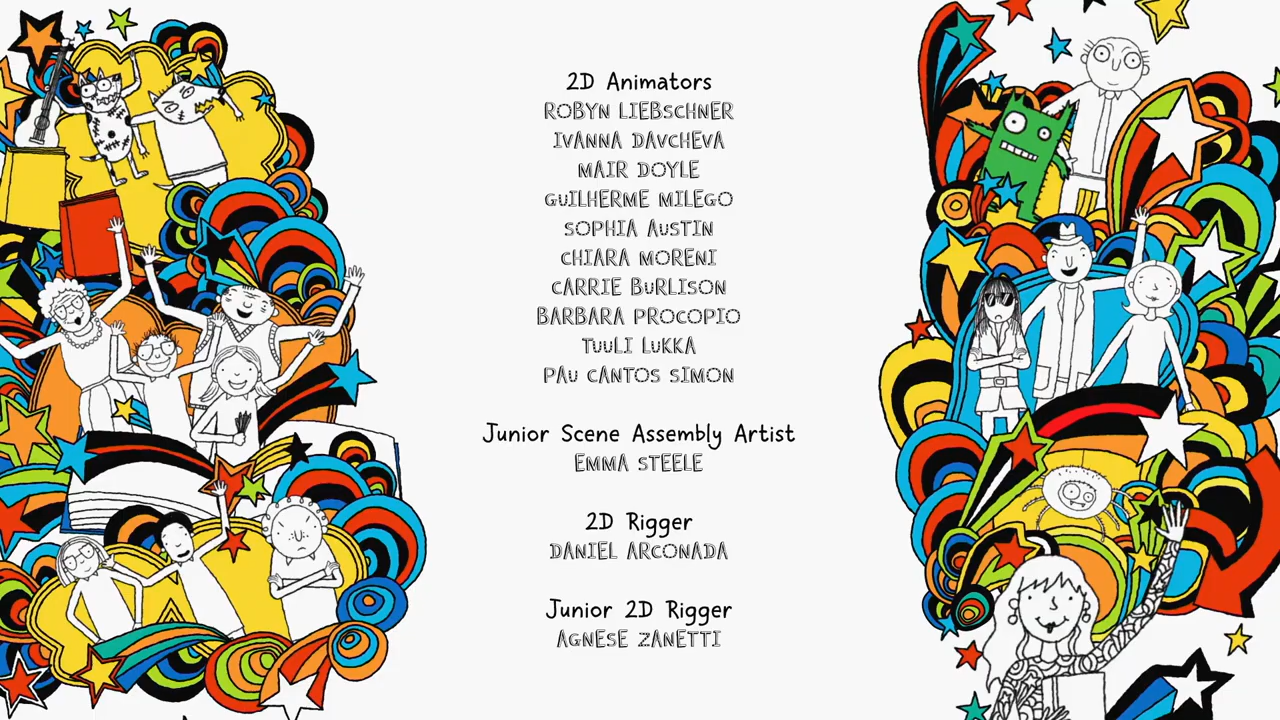 2D Animators
ROBYN LIEBSCHNER
IVANNA DAVCHEVA
MAIR DOYLE
GUILHERME MILEGO
SOPHIA AUSTIN
CHIARA MORENI
CARRIE BURLISON
BARBARA PROCOPIO
TUULI LUKKA
PAU CANTOS SIMON
Junior Scene Assembly Artist
EMMA STEELE
2D Rigger
DANIEL ARCONADA
Junior 2D Rigger
AGNESE ZANETTI